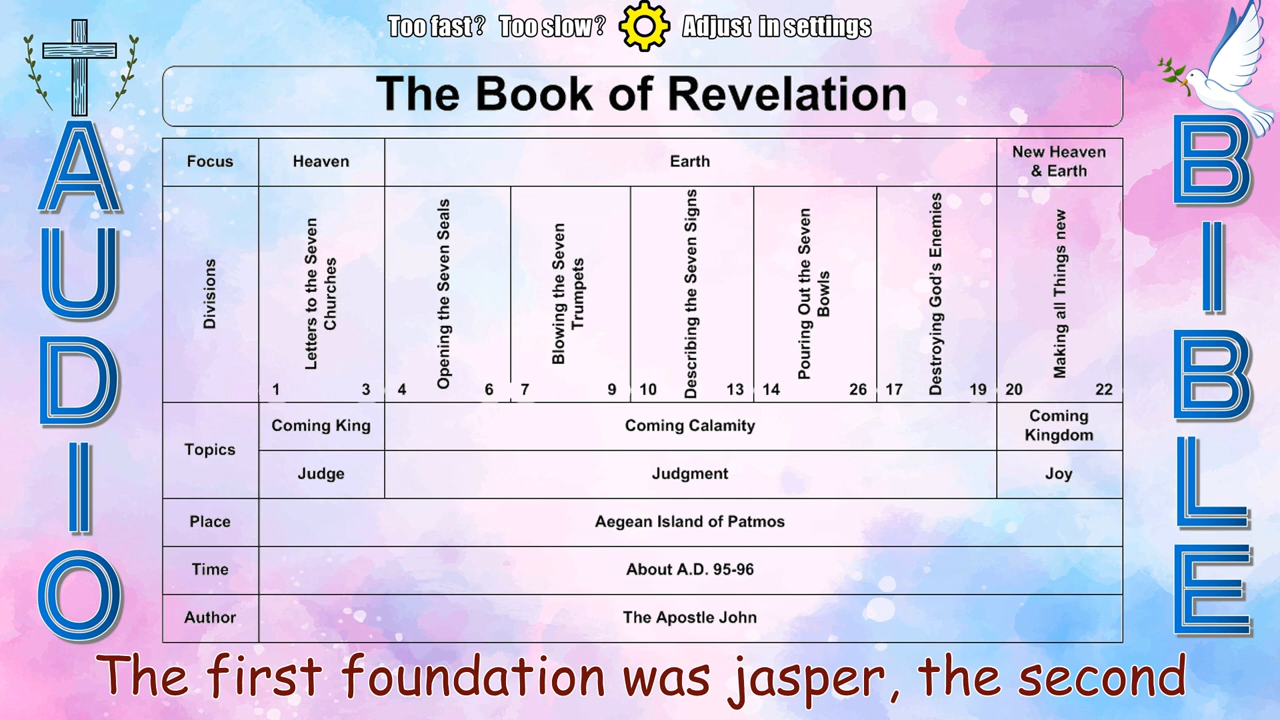 Too fast? Too slow? Adjust in settings
AUDIO
BIBLE
The Book of Revelation
Focus
Heaven
Earth
New Heaven
& Earth
Divisions
Letters to the Seven
Churches
1 3
Opening the Seven Seals
4 6
Blowing the Seven
Trumpets
7 9
Describing the Seven Signs
10 13
Pouring Out the Seven
Bowls
14 26
Destroying God's Enemies
17 19
Making all Things new
20 22
Topics
Coming King
Coming Calamity
Coming
Kingdom
Judge
Judgment
Joy
Place
Aegean Island of Patmos
Time
About A.D. 95-96
Author
The Apostle John
The first foundation was jasper, the second